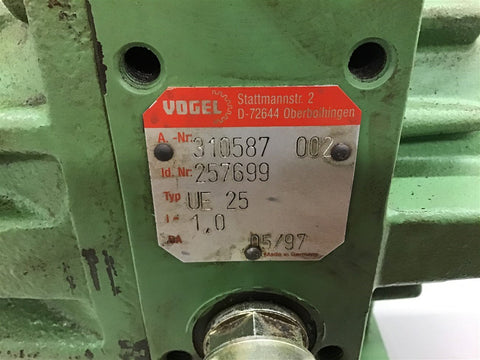 VOGEL Stattmannstr. 2
D-72644 Oberboihingen
A. -Nr. 310587 002
Id. Nr. 257699
Typ UE 25
i = 1,0
BA 05/97
Made in Germany